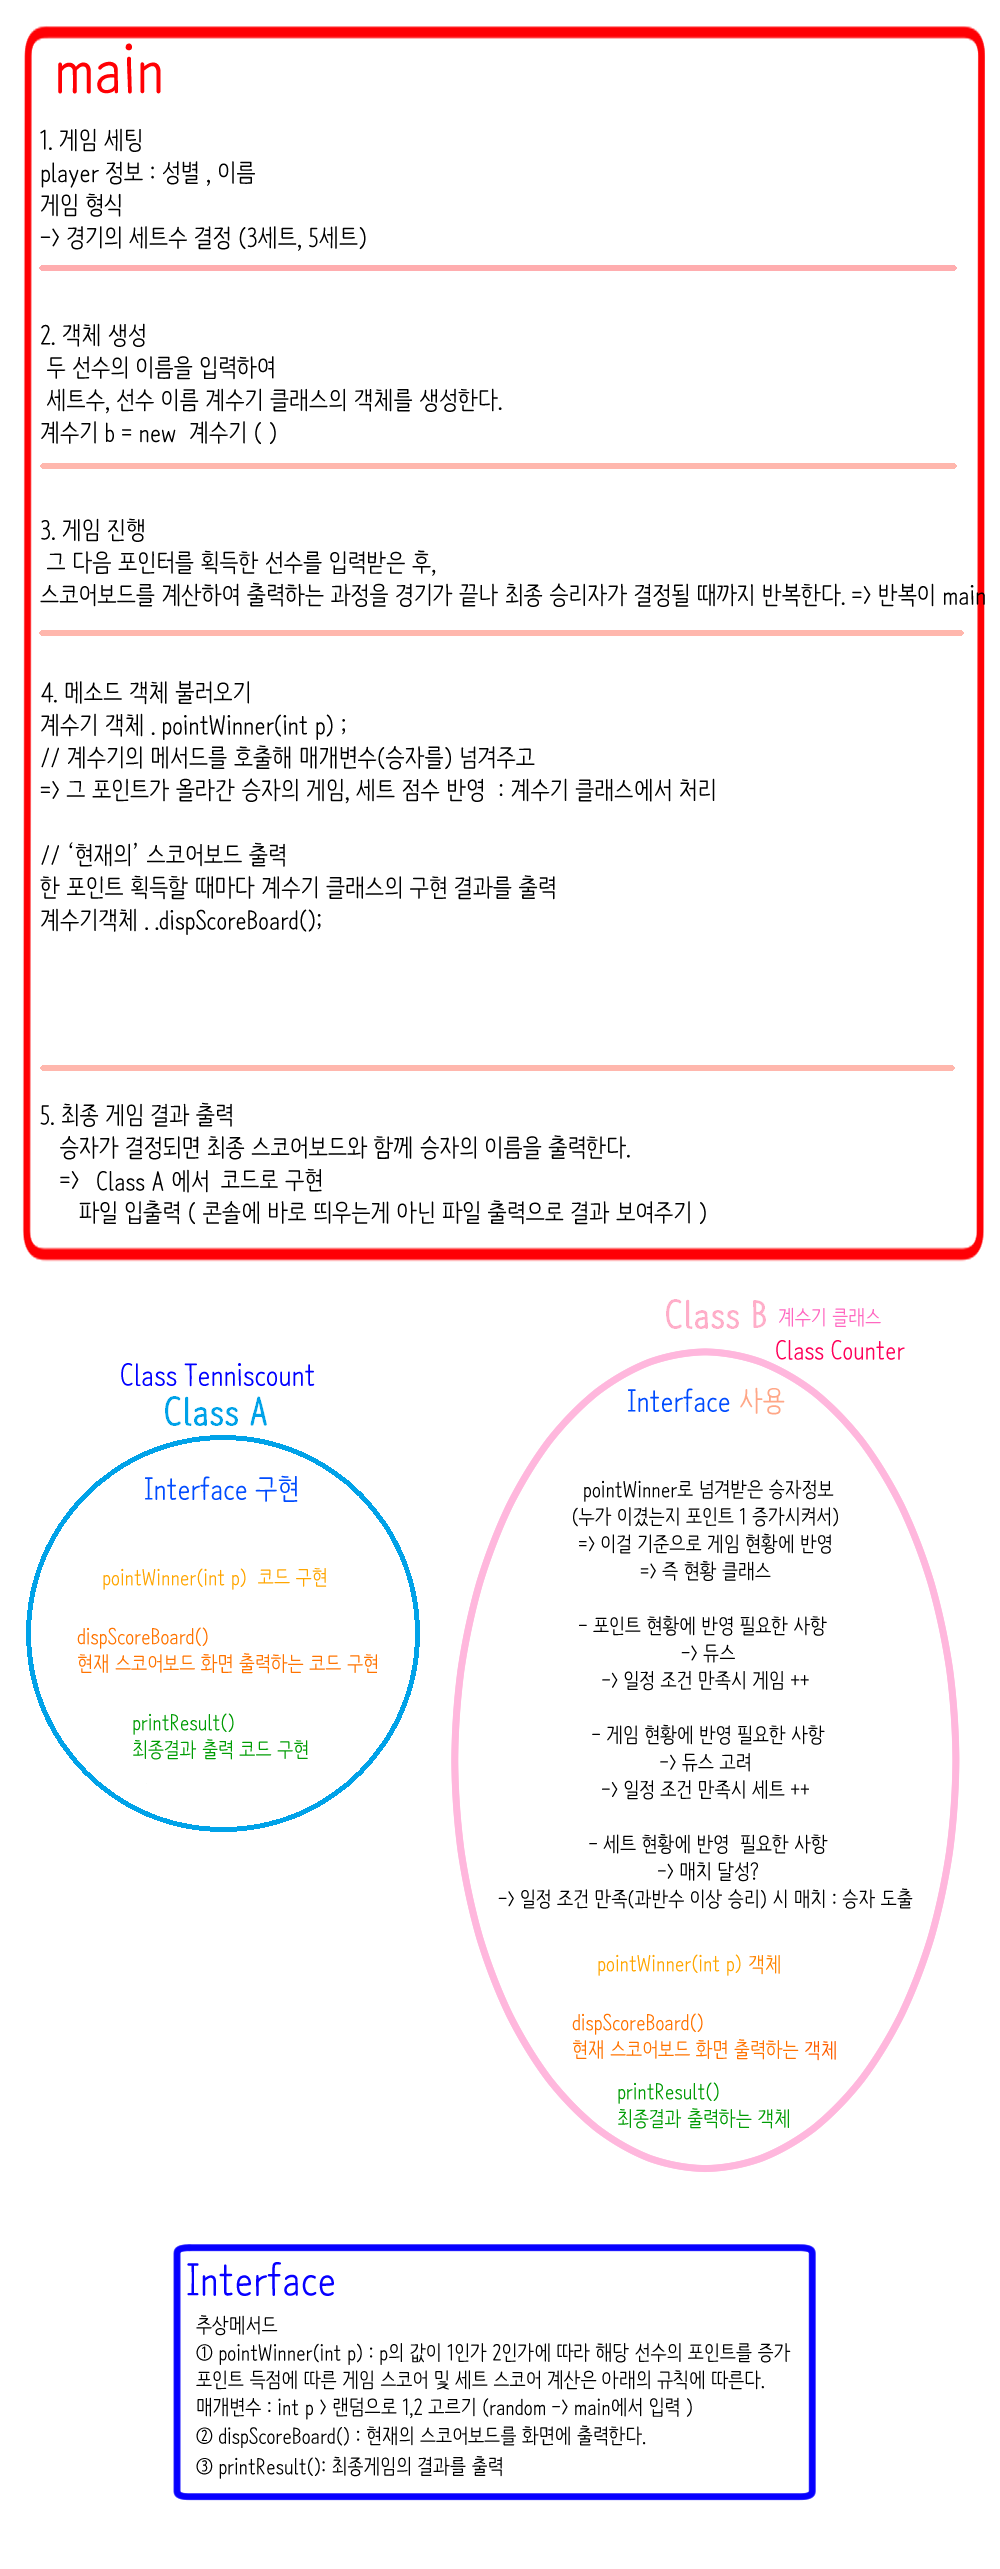 main
1. 게임 세팅
player 정보 : 성별 , 이름
게임 형식
-> 경기의 세트수 결정 (3세트, 5세트)
2. 객체 생성
두 선수의 이름을 입력하여
세트수, 선수 이름 계수기 클래스의 객체를 생성한다.
계수기 b = new 계수기 ( )
3. 게임 진행
그 다음 포인터를 획득한 선수를 입력받은 후,
스코어보드를 계산하여 출력하는 과정을 경기가 끝나 최종 승리자가 결정될 때까지 반복한다. => 반복이 main
4. 메소드 객체 불러오기
계수기 객체 . pointWinner(int p) ;
// 계수기의 메서드를 호출해 매개변수(승자를) 넘겨주고
=> 그 포인트가 올라간 승자의 게임, 세트 점수 반영 : 계수기 클래스에서 처리
// ‘현재의’ 스코어보드 출력
한 포인트 획득할 때마다 계수기 클래스의 구현 결과를 출력
계수기객체 . .dispScoreBoard();
5. 최종 게임 결과 출력
승자가 결정되면 최종 스코어보드와 함께 승자의 이름을 출력한다.
=> Class A 에서 코드로 구현
파일 입출력 ( 콘솔에 바로 띄우는게 아닌 파일 출력으로 결과 보여주기 )
Class Tenniscount
Class A
Interface 구현
pointWinner(int p) 코드 구현
dispScoreBoard()
현재 스코어보드 화면 출력하는 코드 구현
printResult()
최종결과 출력 코드 구현
Class B 계수기 클래스
Class Counter
Interface 사용
pointWinner로 넘겨받은 승자정보
(누가 이겼는지 포인트 1 증가시켜서)
=> 이걸 기준으로 게임 현황에 반영
=> 즉 현황 클래스
- 포인트 현황에 반영 필요한 사항
-> 듀스
-> 일정 조건 만족시 게임 ++
- 게임 현황에 반영 필요한 사항
-> 듀스 고려
-> 일정 조건 만족시 세트 ++
- 세트 현황에 반영 필요한 사항
-> 매치 달성?
-> 일정 조건 만족(과반수 이상 승리) 시 매치 : 승자 도출
pointWinner(int p) 객체
dispScoreBoard()
현재 스코어보드 화면 출력하는 객체
printResult()
최종결과 출력하는 객체
Interface
추상메서드
① pointWinner(int p) : p의 값이 1인가 2인가에 따라 해당 선수의 포인트를 증가
포인트 득점에 따른 게임 스코어 및 세트 스코어 계산은 아래의 규칙에 따른다.
매개변수 : int p > 랜덤으로 1,2 고르기 (random -> main에서 입력 )
② dispScoreBoard() : 현재의 스코어보드를 화면에 출력한다.
③ printResult(): 최종게임의 결과를 출력